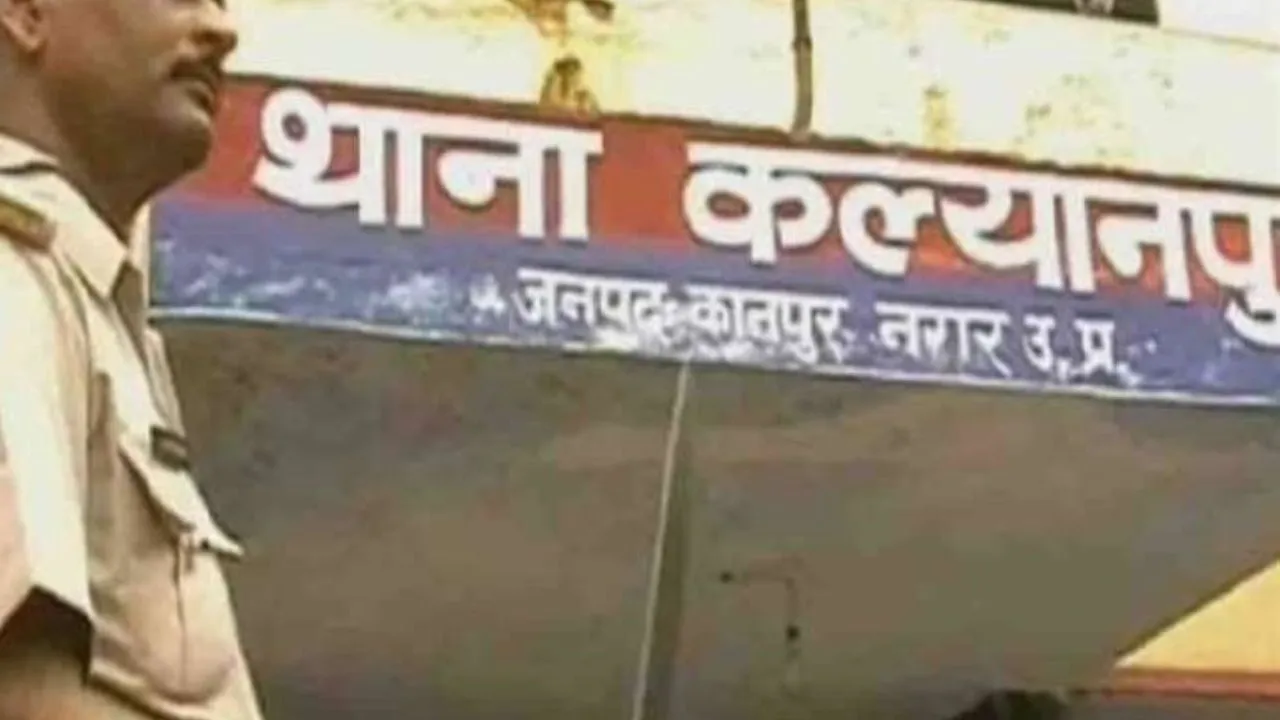 थाना कल्यानपु
जनपद-कानपुर नगर उ.प्र.